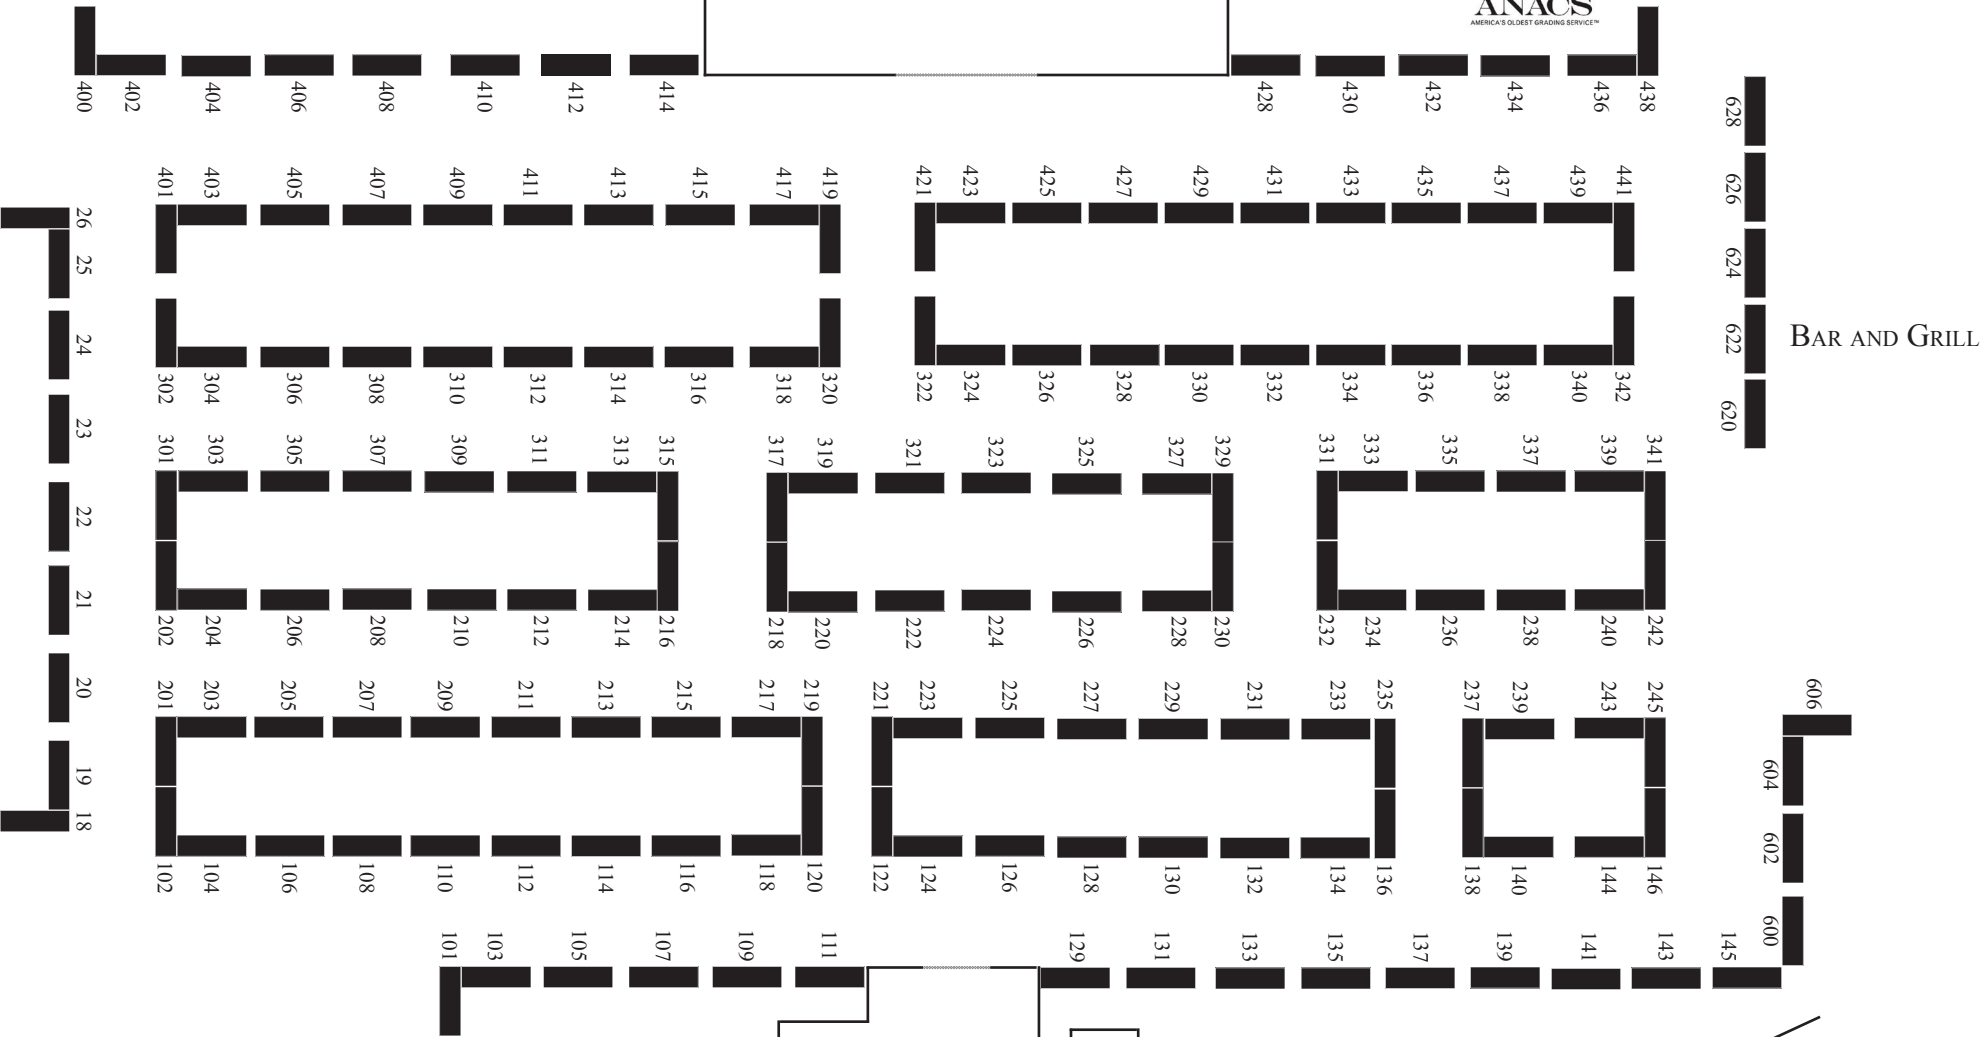 ANACS
AMERICA'S OLDEST GRADING SERVICE™
400 402 404 406 408 410 412 414 428 430 432 434 436 438
628
626
624
622
620
BAR AND GRILL
401 403 405 407 409 411 413 415 417 419 421 423 425 427 429 431 433 435 437 439 441
26
25
24
23
22
21
20
19
18
302 304 306 308 310 312 314 316 318 320 322 324 326 328 330 332 334 336 338 340 342
301 303 305 307 309 311 313 315 317 319 321 323 325 327 329 331 333 335 337 339 341
202 204 206 208 210 212 214 216 218 220 222 224 226 228 230 232 234 236 238 240 242
201 203 205 207 209 211 213 215 217 219 221 223 225 227 229 231 233 235 237 239 243 245
606
604
602
600
102 104 106 108 110 112 114 116 118 120 122 124 126 128 130 132 134 136 138 140 144 146
101 103 105 107 109 111 129 131 133 135 137 139 141 143 145